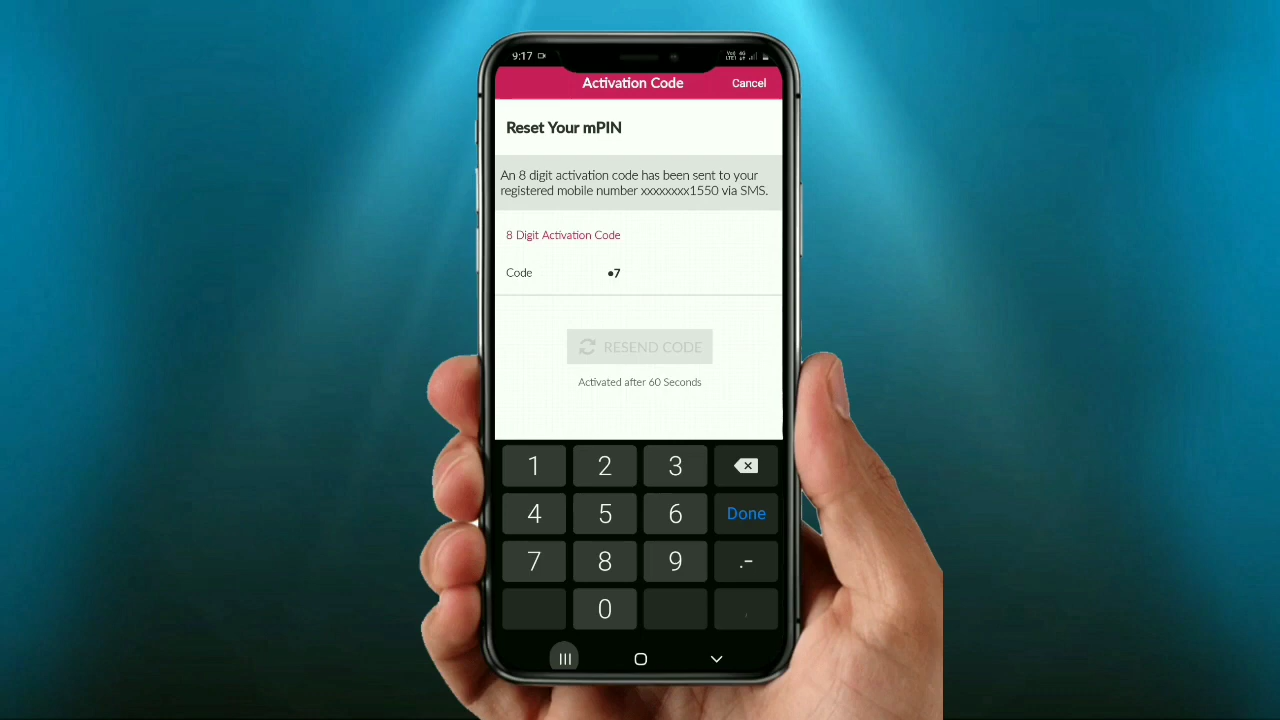 9:17
Activation Code Cancel
Reset Your mPIN
An 8 digit activation code has been sent to your
registered mobile number xxxxxxxx1550 via SMS.
8 Digit Activation Code
Code •7
RESEND CODE
Activated after 60 Seconds
1 2 3
4 5 6 Done
7 8 9 .-
0 ,